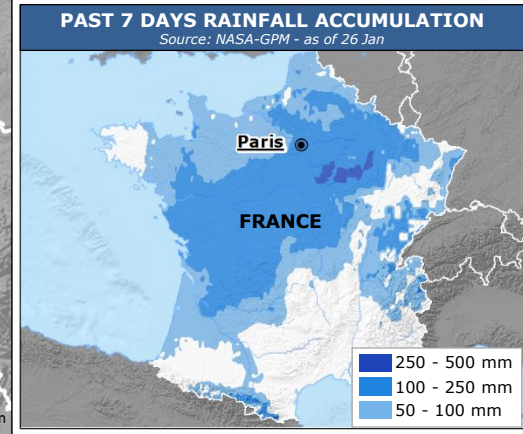 PAST 7 DAYS RAINFALL ACCUMULATION
Source: NASA-GPM - as of 26 Jan
Paris
FRANCE
250 - 500 mm
100 - 250 mm
50 - 100 mm